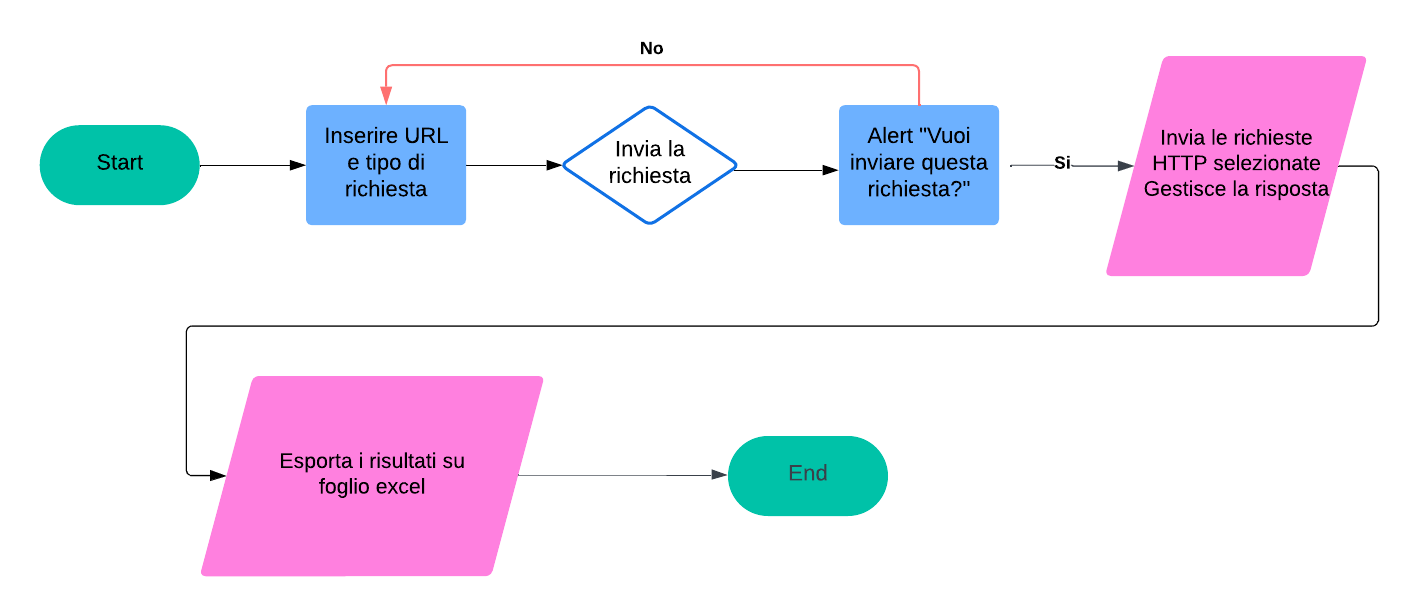 No
Start
Inserire URL
e tipo di
richiesta
Invia la
richiesta
Alert "Vuoi
inviare questa
richiesta?"
Si
Invia le richieste
HTTP selezionate
Gestisce la risposta
Esporta i risultati su
foglio excel
End